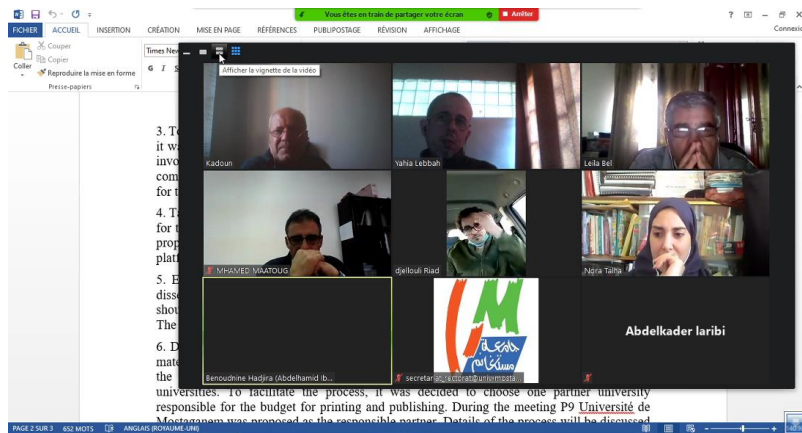 Vous êtes en train de partager votre écran
Arrêter
FICHIER ACCUEIL INSERTION CRÉATION MISE EN PAGE RÉFÉRENCES PUBLIPOSTAGE RÉVISION AFFICHAGE
Connexio
Couper
Copier
Coller
Reproduire la mise en forme
Presse-papiers
Times New
G I S
Afficher la vignette de la vidéo
3. T
it wa
invo
com
for t
4. Ta
for t
prop
platf
5. E
disse
shou
The
6. D
mate
the
Kadoun
Yahia Lebbah
Leila Bel
MHAMED MAATOUG
djellouli Riad
Nora Talha
Benoudnine Hadjira (Abdelhamid Ib...
جامعة
مستغانم
secretariat_rectorat@univ-mosta...
Abdelkader laribi
universities. To facilitate the process, it was decided to choose one partner university
responsible for the budget for printing and publishing. During the meeting P9 Université de
Mostaganem was proposed as the responsible partner. Details of the process will be discussed
PAGE 2 SUR 3 652 MOTS ANGLAIS (ROYAUME-UNI)